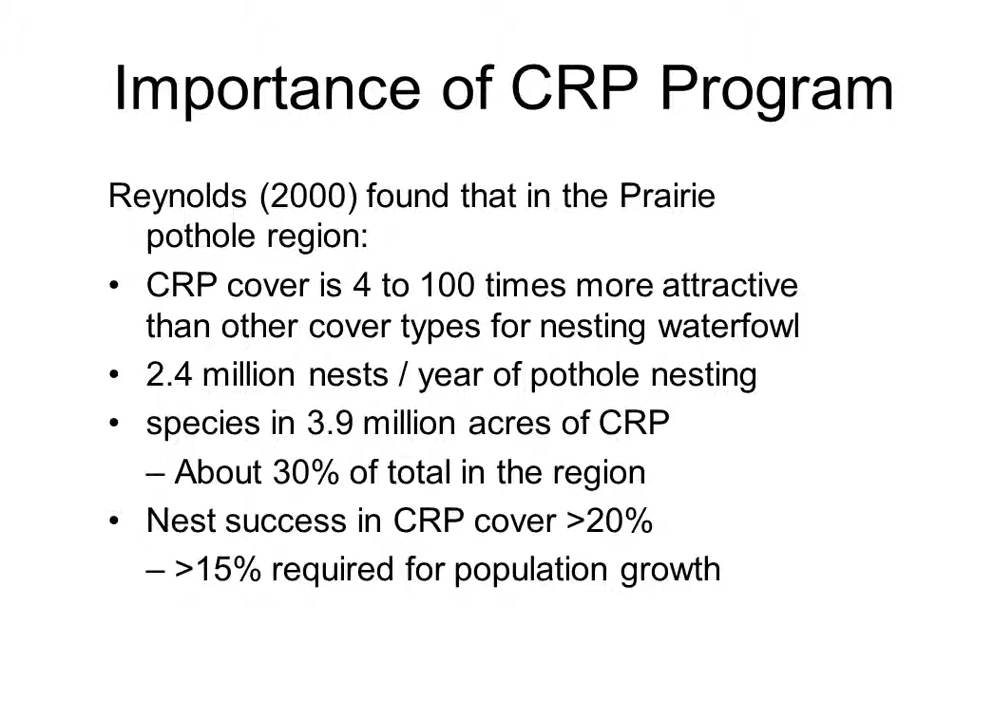 Importance of CRP Program
Reynolds (2000) found that in the Prairie
pothole region:
• CRP cover is 4 to 100 times more attractive
than other cover types for nesting waterfowl
• 2.4 million nests / year of pothole nesting
• species in 3.9 million acres of CRP
– About 30% of total in the region
• Nest success in CRP cover >20%
– >15% required for population growth